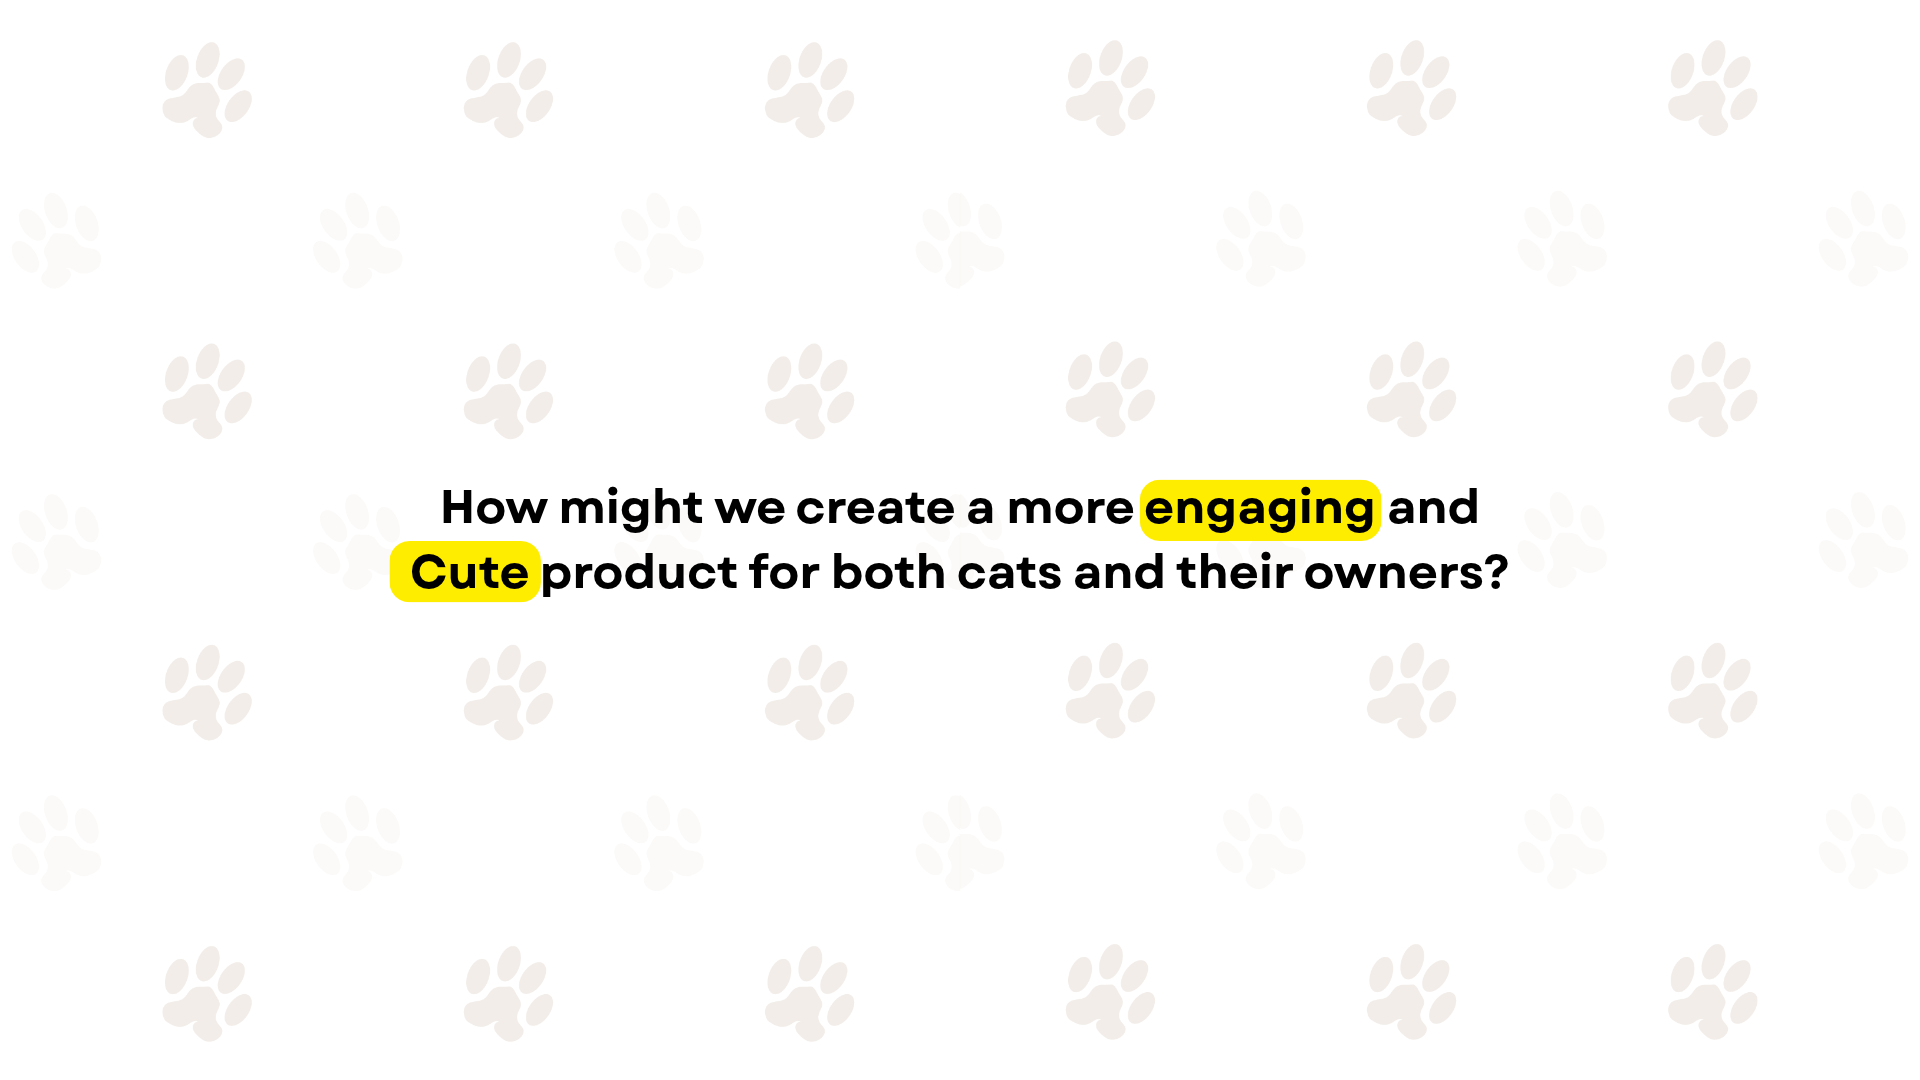 How might we create a more engaging and
Cute product for both cats and their owners?